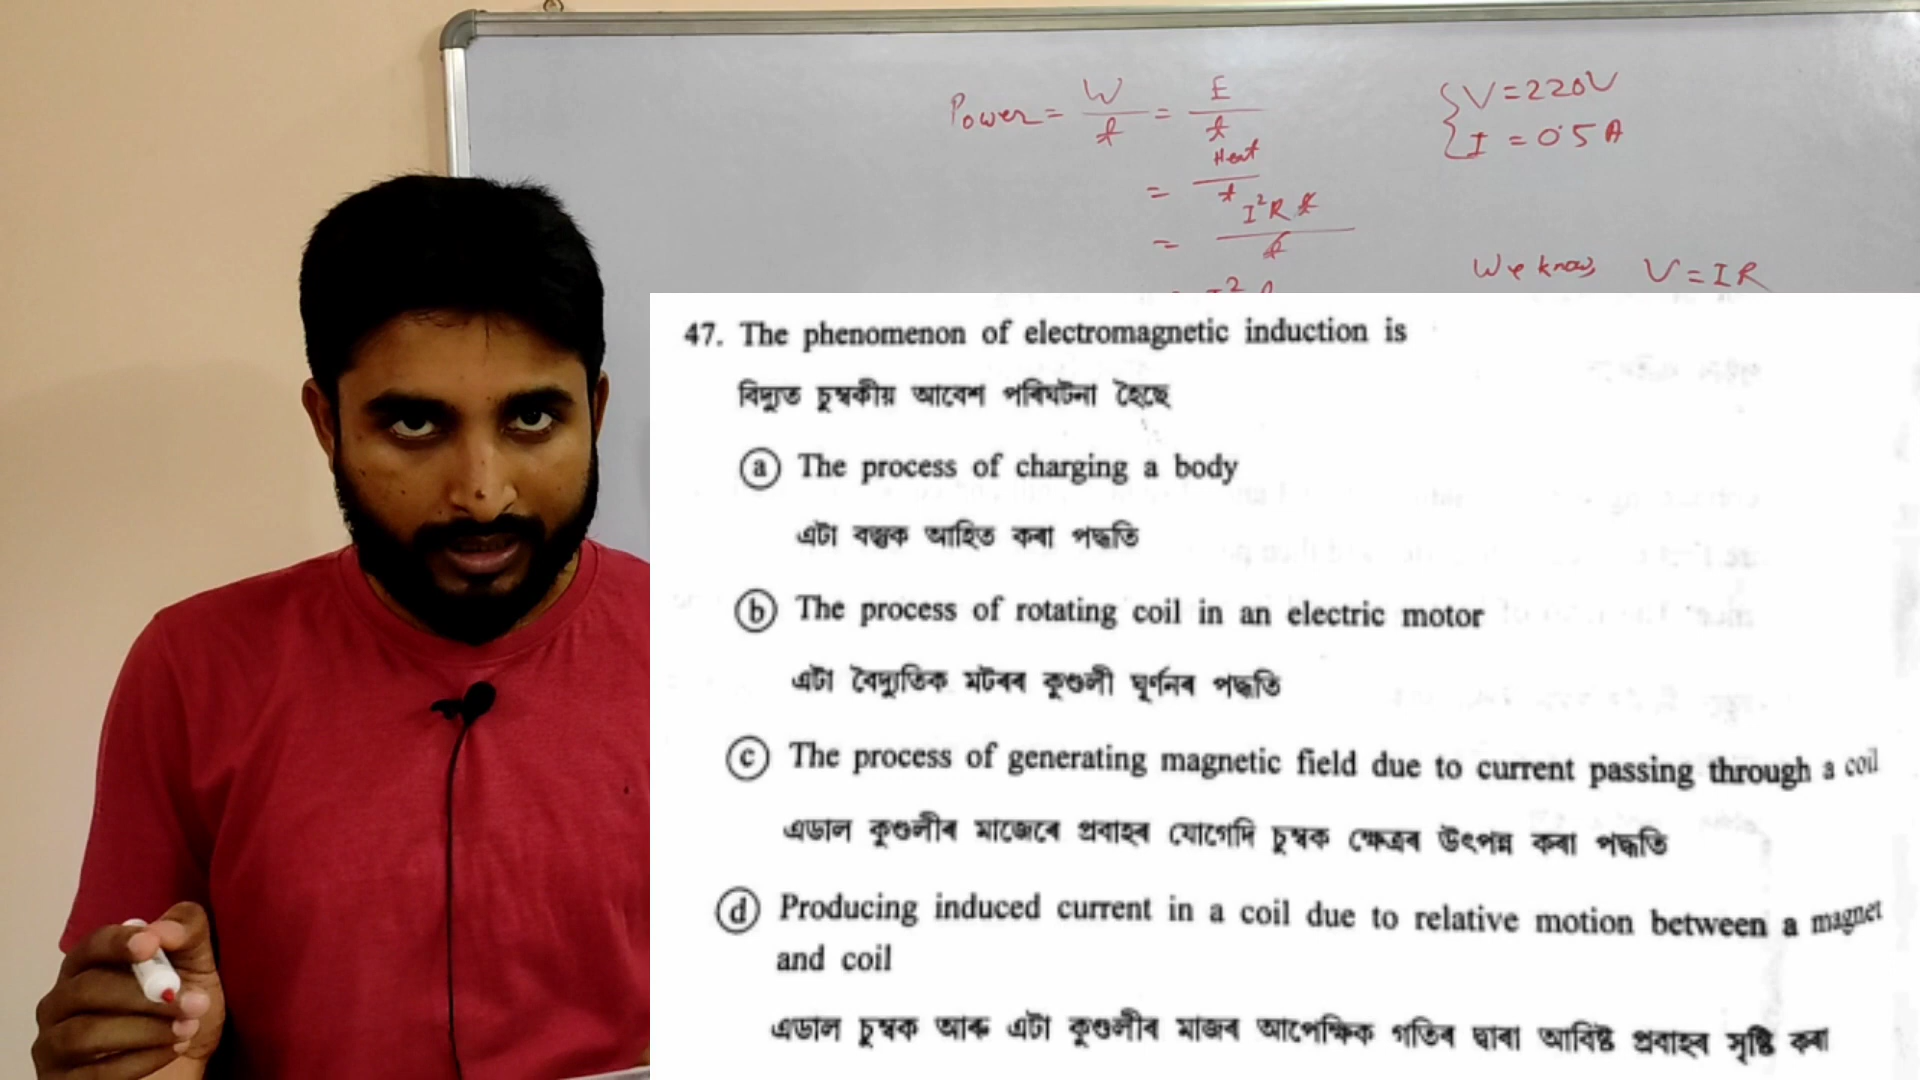 Power = W/t = E/t
= Heat/t
= I²Rt/t
{V = 220V
{I = 0.5 A
We know, V = IR
47. The phenomenon of electromagnetic induction is
বিদ্যুত চুম্বকীয় আবেশ পৰিঘটনা হৈছে
(a) The process of charging a body
এটা বস্তুক আহিত কৰা পদ্ধতি
(b) The process of rotating coil in an electric motor
এটা বৈদ্যুতিক মটৰৰ কুণ্ডলী ঘূৰ্ণনৰ পদ্ধতি
(c) The process of generating magnetic field due to current passing through a coil
এডাল কুণ্ডলীৰ মাজেৰে প্ৰবাহৰ যোগেদি চুম্বক ক্ষেত্ৰৰ উৎপন্ন কৰা পদ্ধতি
(d) Producing induced current in a coil due to relative motion between a magnet
and coil
এডাল চুম্বক আৰু এটা কুণ্ডলীৰ মাজৰ আপেক্ষিক গতিৰ দ্বাৰা আবিষ্ট প্ৰবাহৰ সৃষ্টি কৰা